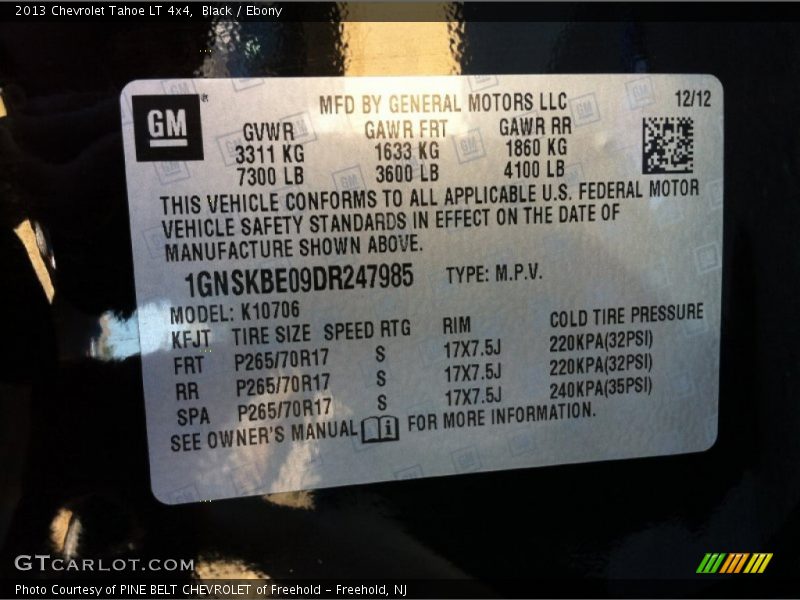 2013 Chevrolet Tahoe LT 4x4, Black / Ebony
GM
MFD BY GENERAL MOTORS LLC 12/12
GVWR GAWR FRT GAWR RR
3311 KG 1633 KG 1860 KG
7300 LB 3600 LB 4100 LB
THIS VEHICLE CONFORMS TO ALL APPLICABLE U.S. FEDERAL MOTOR
VEHICLE SAFETY STANDARDS IN EFFECT ON THE DATE OF
MANUFACTURE SHOWN ABOVE.
1GNSKBE09DR247985 TYPE: M.P.V.
MODEL: K10706
KFJT TIRE SIZE SPEED RTG RIM COLD TIRE PRESSURE
FRT P265/70R17 S 17X7.5J 220KPA(32PSI)
RR P265/70R17 S 17X7.5J 220KPA(32PSI)
SPA P265/70R17 S 17X7.5J 240KPA(35PSI)
SEE OWNER'S MANUAL FOR MORE INFORMATION.
GTCARLOT.COM
Photo Courtesy of PINE BELT CHEVROLET of Freehold - Freehold, NJ